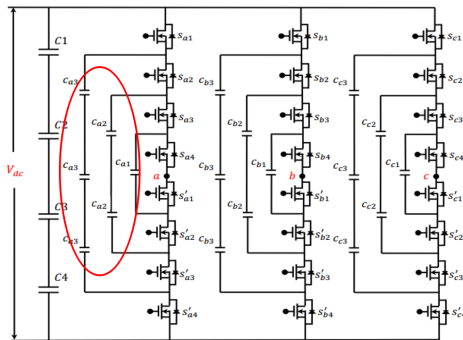 C1 s_a1 s_b1 s_c1
s_a2 s_b2 s_c2
c_a3 c_b3 c_c3
s_a3 s_b3 s_c3
C2 c_a2 c_b2 c_c2
s_a4 s_b4 s_c4
V_dc c_a3 c_a1 c_b3 c_b1 c_c3 c_c1
a b c
s'_a1 s'_b1 s'_c1
C3 c_a2 c_b2 c_c2
s'_a2 s'_b2 s'_c2
c_a3 c_b3 c_c3
s'_a3 s'_b3 s'_c3
C4
s'_a4 s'_b4